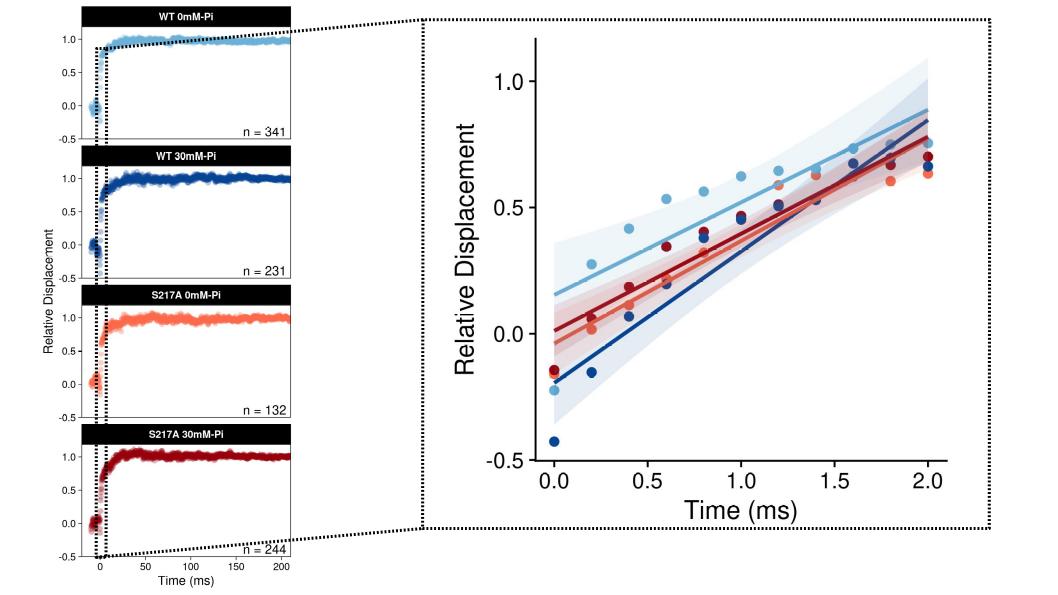 WT 0mM-Pi
1.0
0.5
0.0
-0.5
n = 341
WT 30mM-Pi
1.0
0.5
0.0
-0.5
n = 231
S217A 0mM-Pi
1.0
0.5
0.0
-0.5
n = 132
S217A 30mM-Pi
1.0
0.5
0.0
-0.5
n = 244
0 50 100 150 200
Time (ms)
Relative Displacement
1.0
0.5
0.0
-0.5
0.0 0.5 1.0 1.5 2.0
Time (ms)
Relative Displacement